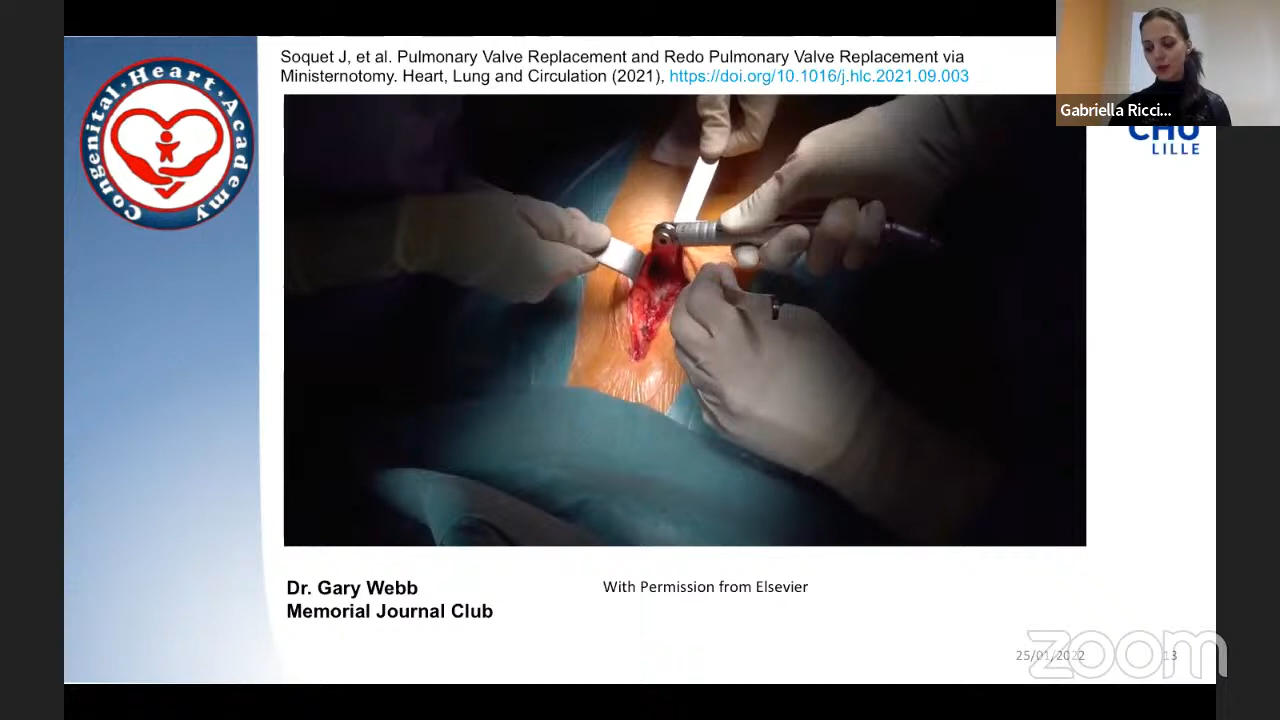 Soquet J, et al. Pulmonary Valve Replacement and Redo Pulmonary Valve Replacement via
Ministernotomy. Heart, Lung and Circulation (2021), https://doi.org/10.1016/j.hlc.2021.09.003
Congenital·Heart·Academy
Gabriella Ricci...
CHU
LILLE
Dr. Gary Webb
Memorial Journal Club
With Permission from Elsevier
25/01/2022
13
zoom